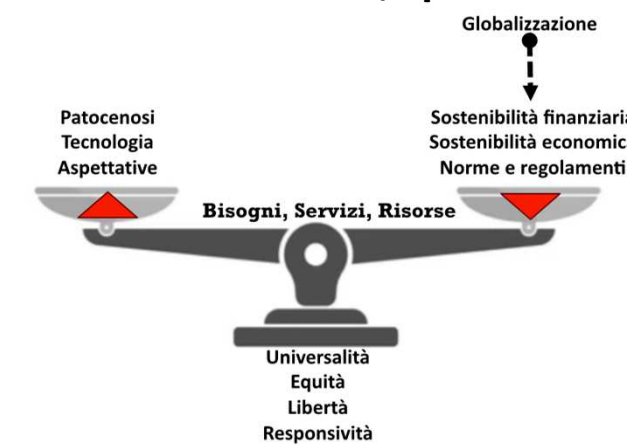 Globalizzazione
Patocenosi
Tecnologia
Aspettative
Sostenibilità finanziaria
Sostenibilità economic
Norme e regolamenti
Bisogni, Servizi, Risorse
Universalità
Equità
Libertà
Responsività